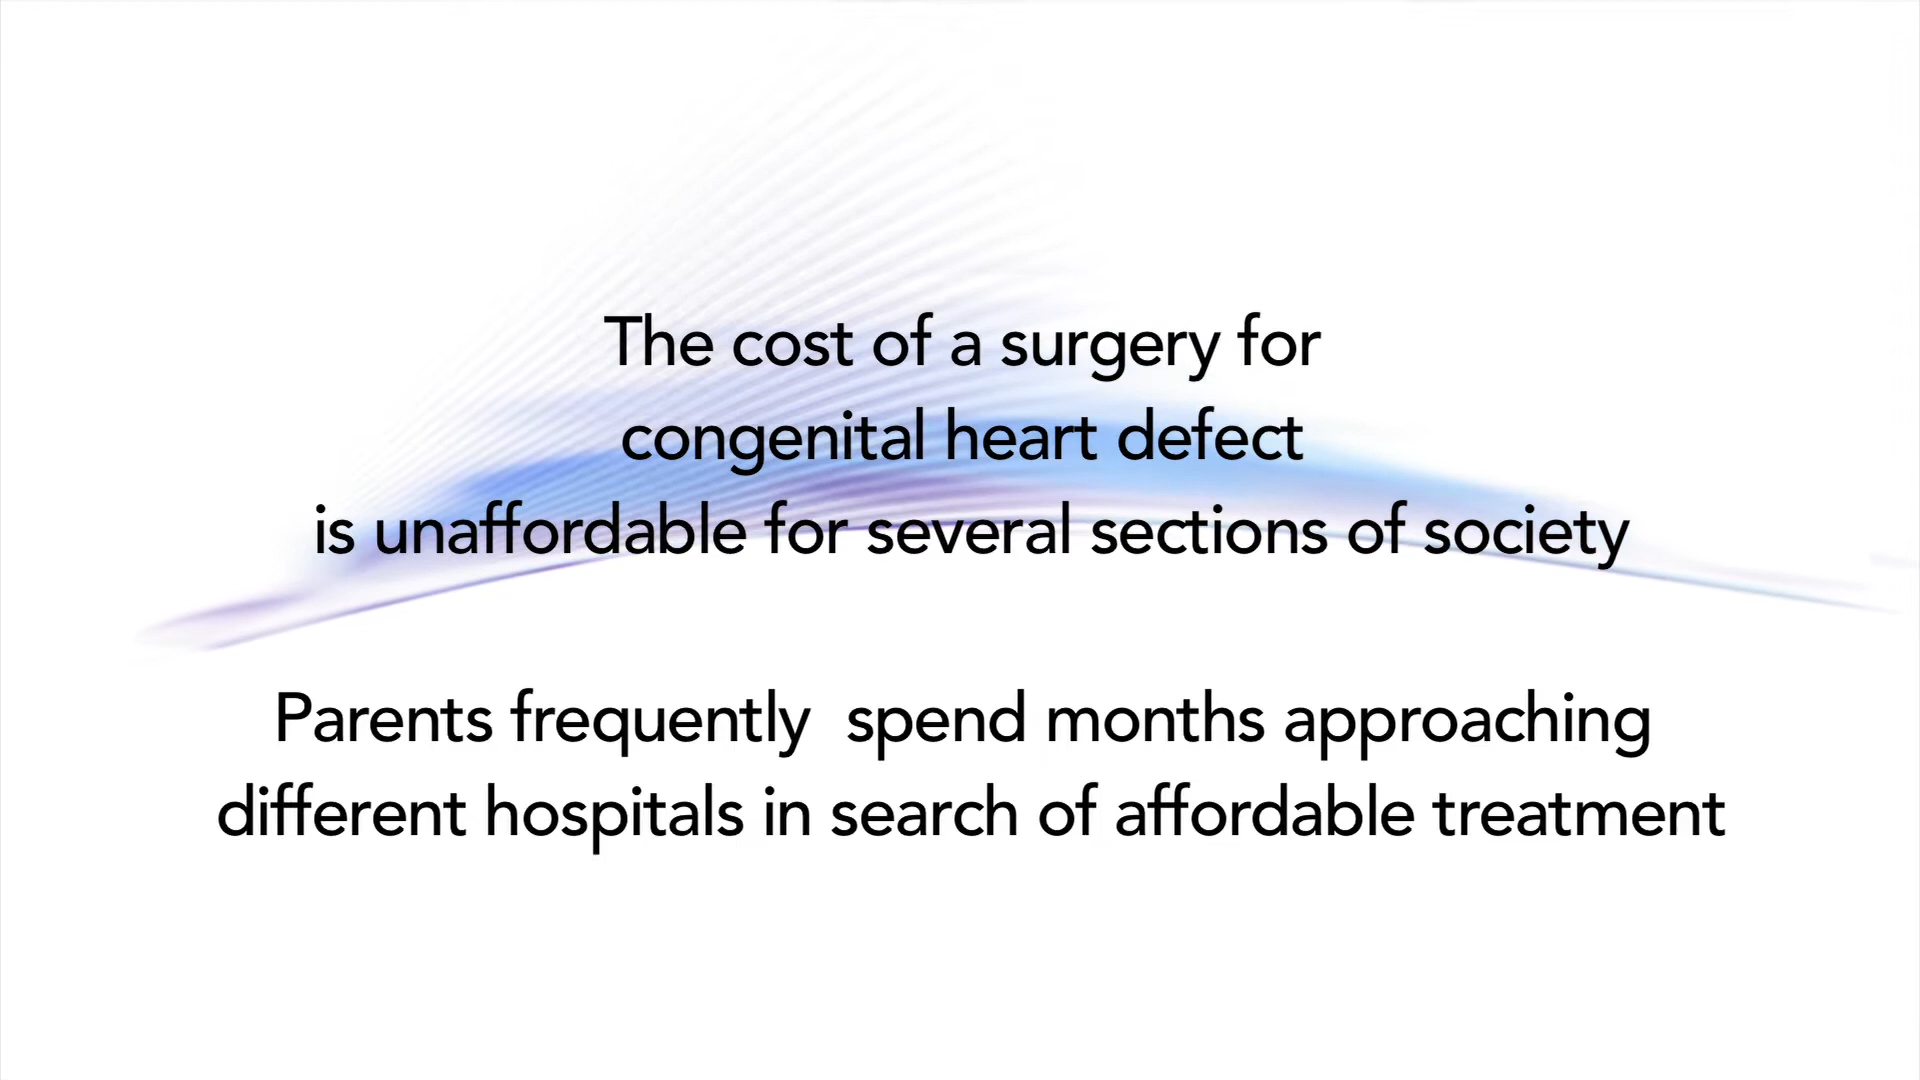 The cost of a surgery for
congenital heart defect
is unaffordable for several sections of society
Parents frequently  spend months approaching
different hospitals in search of affordable treatment